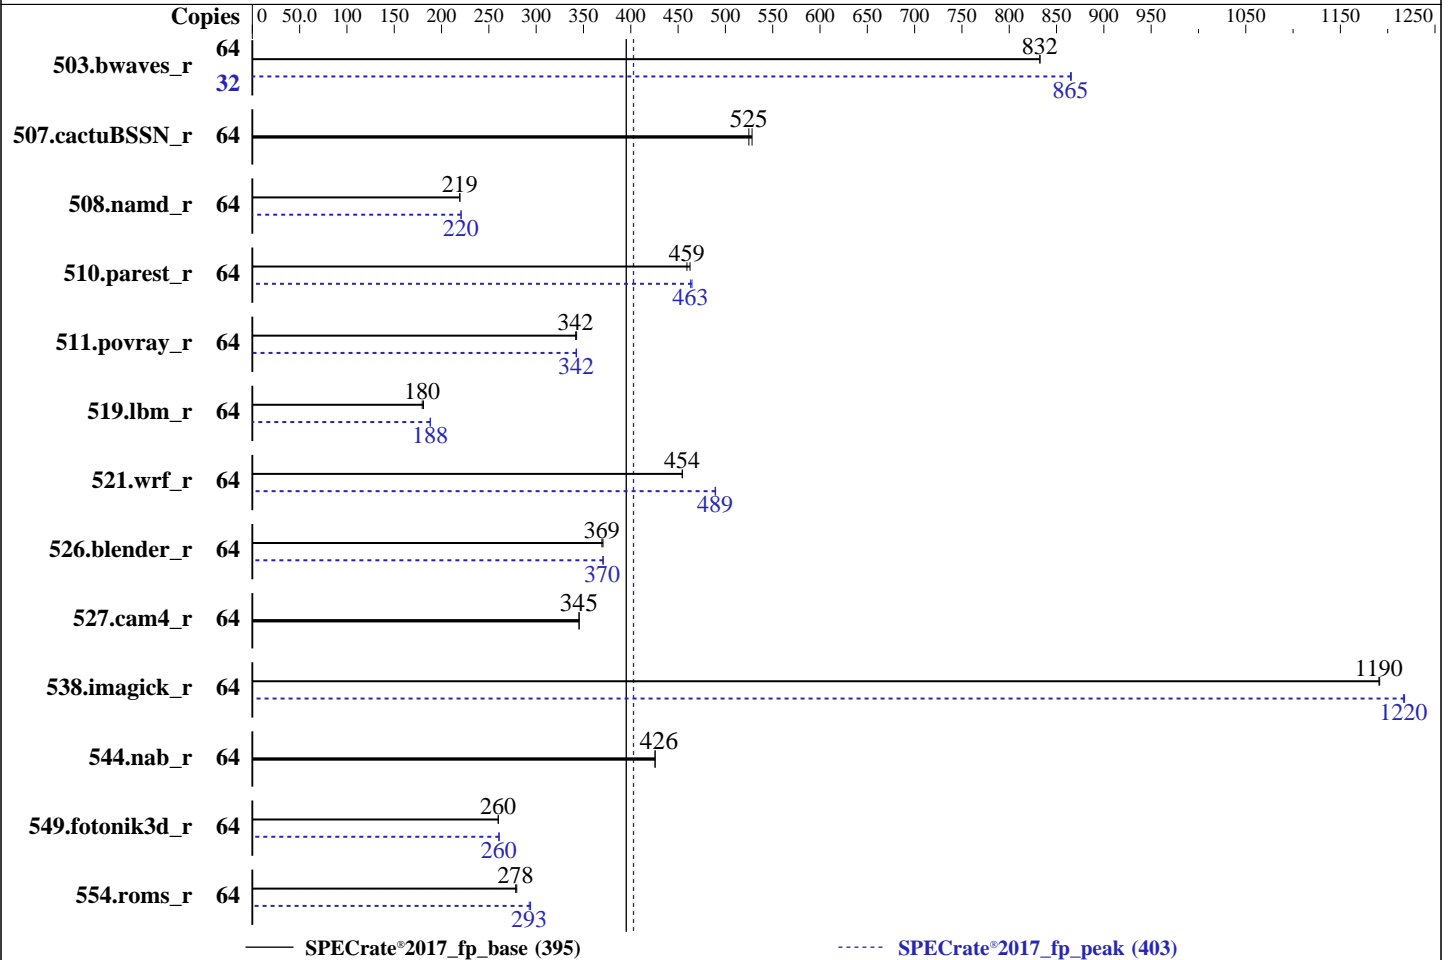 Copies 0 50.0 100 150 200 250 300 350 400 450 500 550 600 650 700 750 800 850 900 950 1050 1150 1250
503.bwaves_r 64 832
32 865
507.cactuBSSN_r 64 525
508.namd_r 64 219
220
510.parest_r 64 459
463
511.povray_r 64 342
342
519.lbm_r 64 180
188
521.wrf_r 64 454
489
526.blender_r 64 369
370
527.cam4_r 64 345
538.imagick_r 64 1190
1220
544.nab_r 64 426
549.fotonik3d_r 64 260
260
554.roms_r 64 278
293
SPECrate®2017_fp_base (395) SPECrate®2017_fp_peak (403)